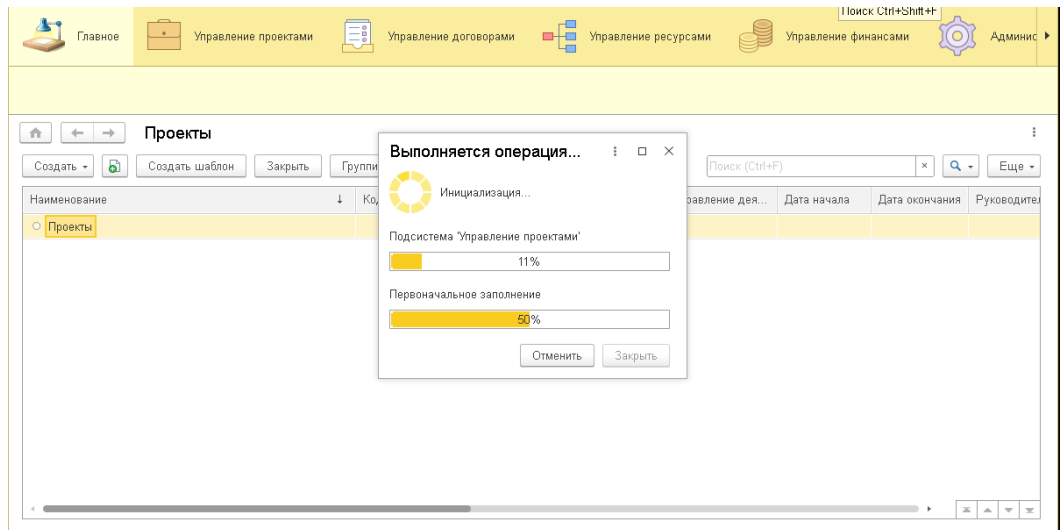 Поиск Ctrl+Shift+F
Главное Управление проектами Управление договорами Управление ресурсами Управление финансами
Проекты
Создать Создать шаблон Закрыть Поиск (Ctrl+F) × Еще
Наименование ↓ Дата начала Дата окончания
Проекты
Выполняется операция...
Инициализация...
Подсистема "Управление проектами"
11%
Первоначальное заполнение
50%
Отменить Закрыть